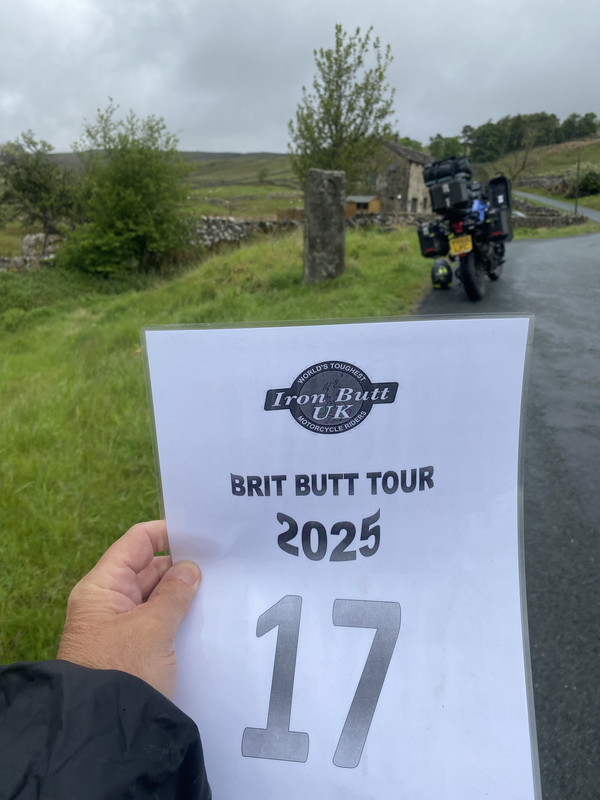 WORLD'S TOUGHEST
Iron Butt
UK
MOTORCYCLE RIDERS
BRIT BUTT TOUR
2025
17